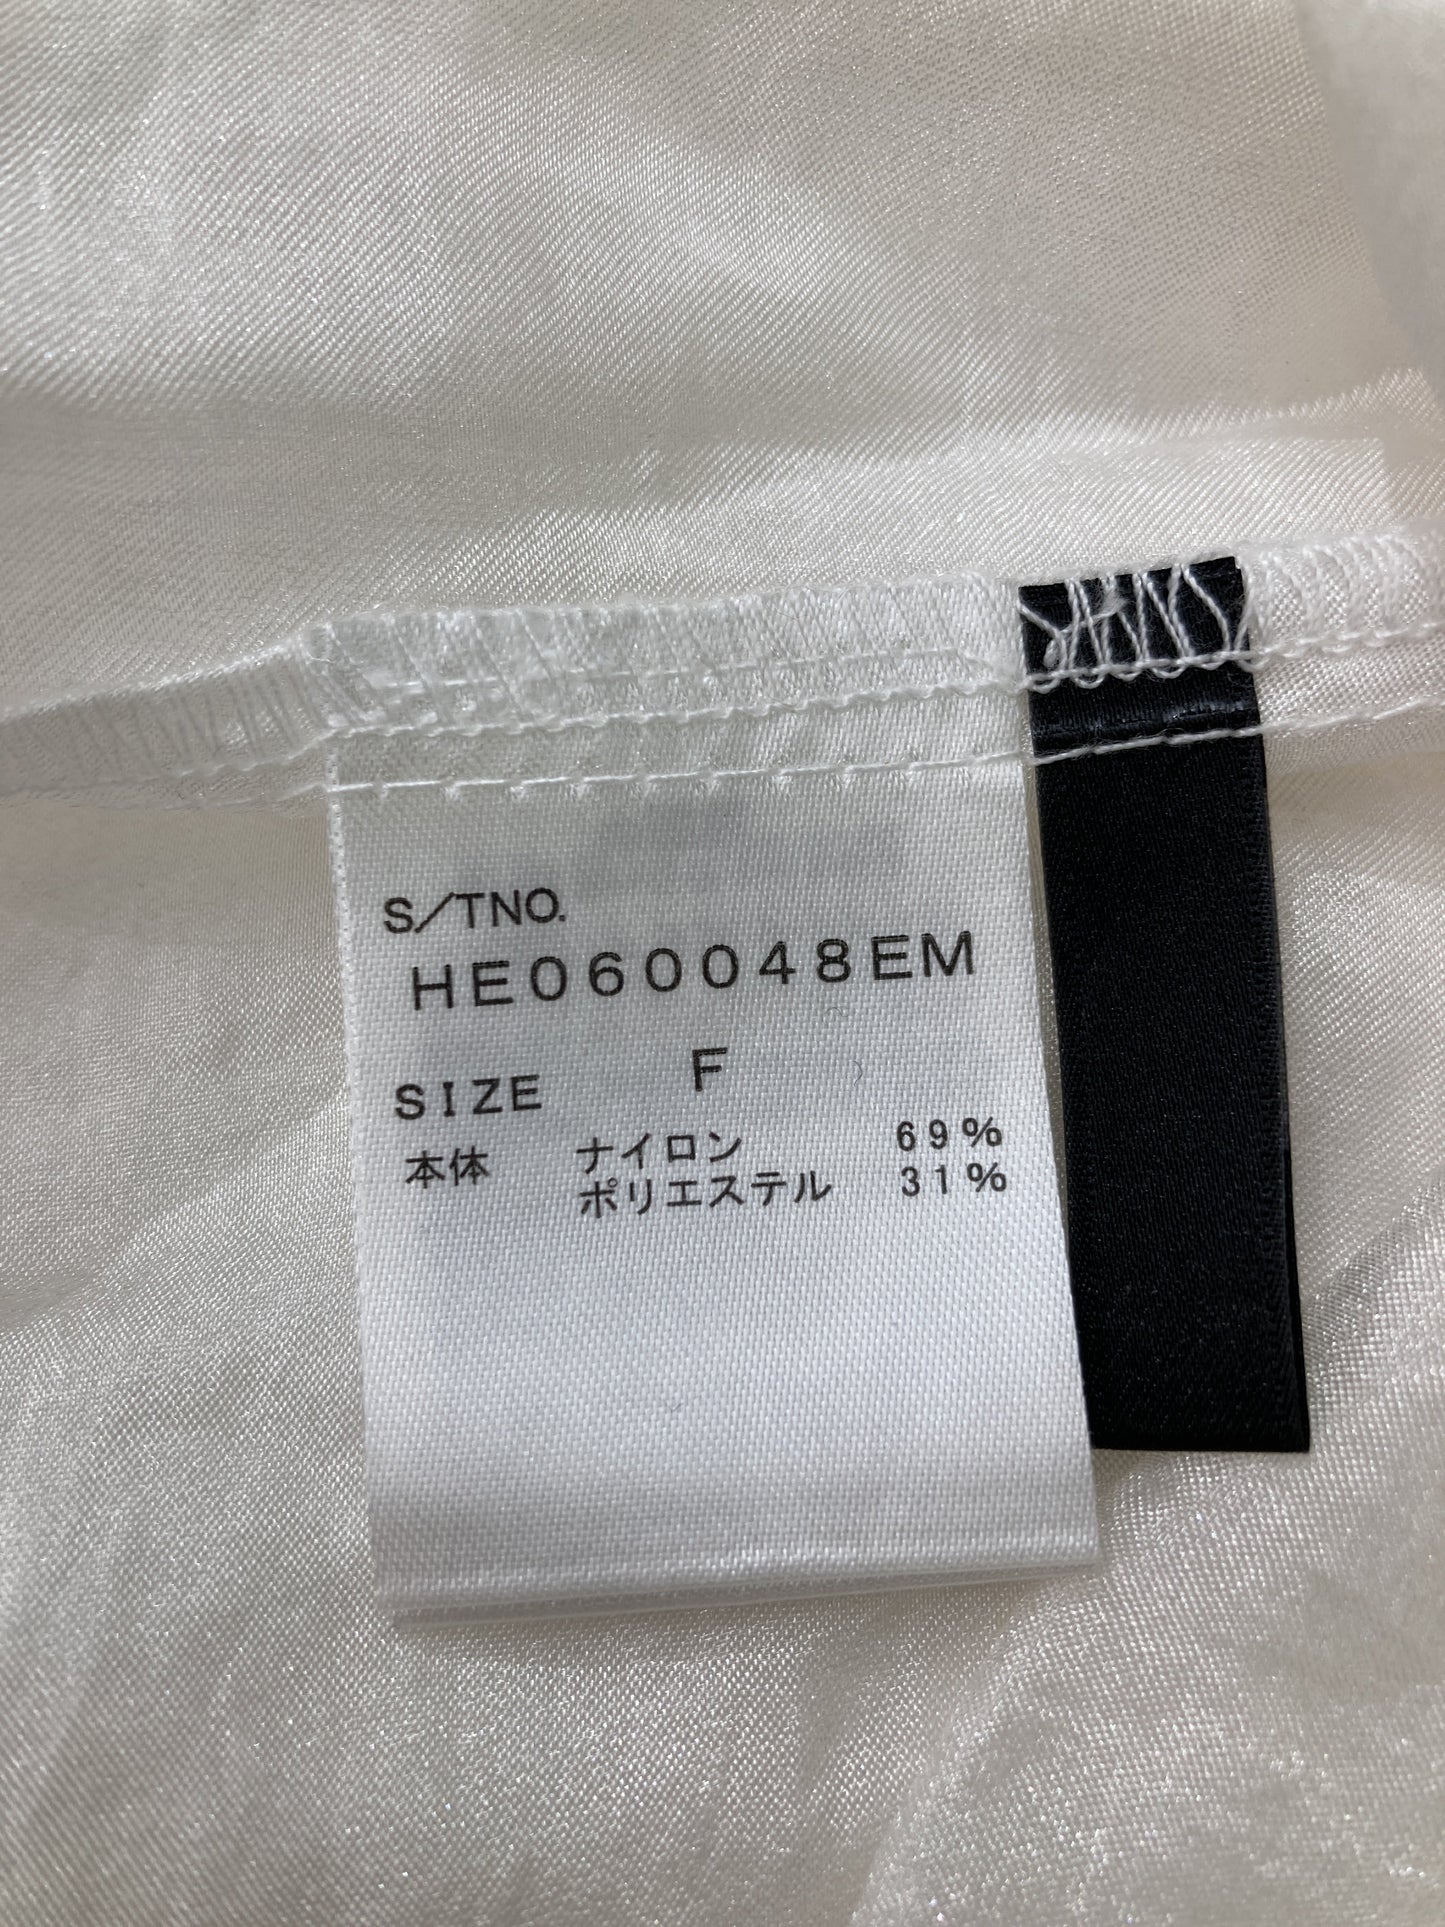 S/TNO.
HE060048EM
SIZE F
本体 ナイロン 69%
ポリエステル 31%